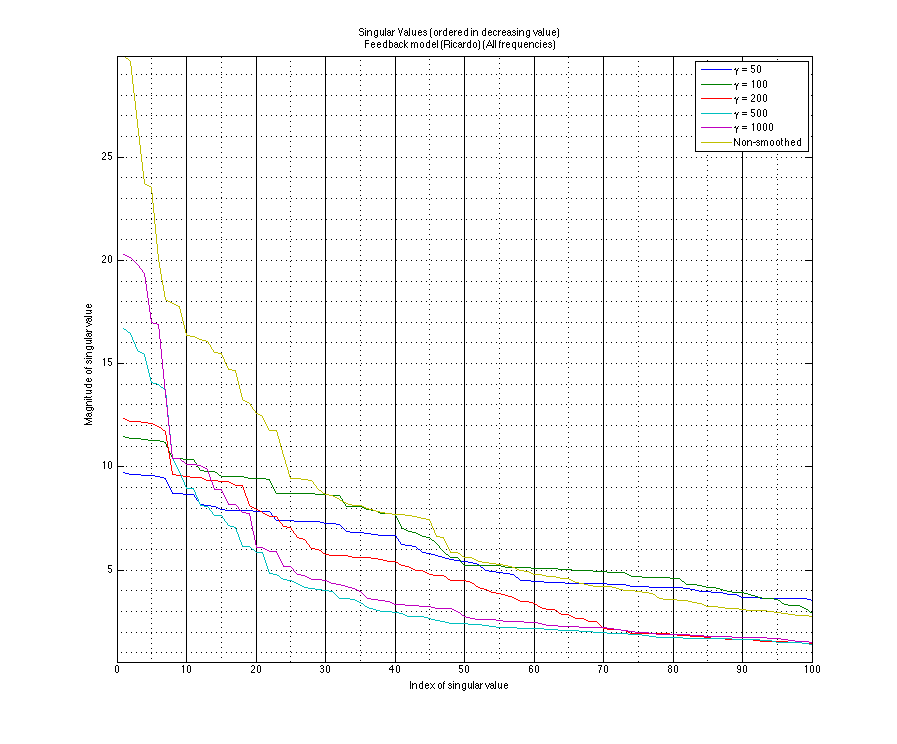 Singular Values (ordered in decreasing value)
Feedback model (Ricardo) (All frequencies)
γ = 50
γ = 100
γ = 200
γ = 500
γ = 1000
Non-smoothed
25
20
15
10
5
Magnitude of singular value
0 10 20 30 40 50 60 70 80 90 100
Index of singular value